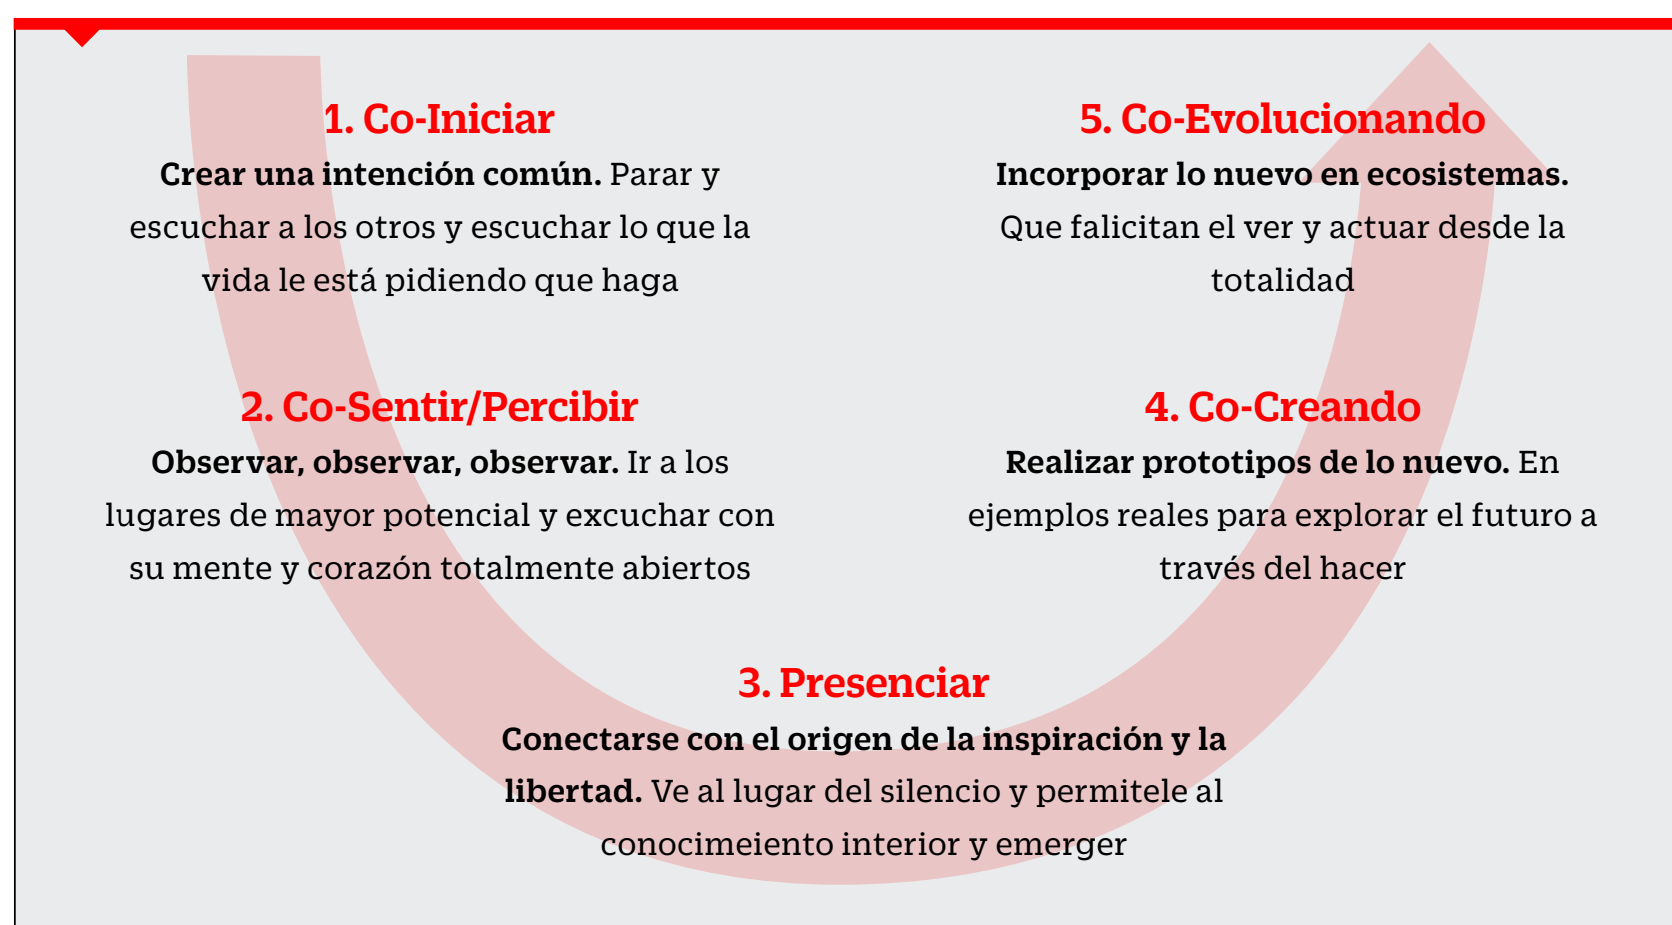 1. Co-Iniciar
Crear una intención común. Parar y
escuchar a los otros y escuchar lo que la
vida le está pidiendo que haga
2. Co-Sentir/Percibir
Observar, observar, observar. Ir a los
lugares de mayor potencial y excuchar con
su mente y corazón totalmente abiertos
3. Presenciar
Conectarse con el origen de la inspiración y la
libertad. Ve al lugar del silencio y permitele al
conocimeiento interior y emerger
4. Co-Creando
Realizar prototipos de lo nuevo. En
ejemplos reales para explorar el futuro a
través del hacer
5. Co-Evolucionando
Incorporar lo nuevo en ecosistemas.
Que falicitan el ver y actuar desde la
totalidad